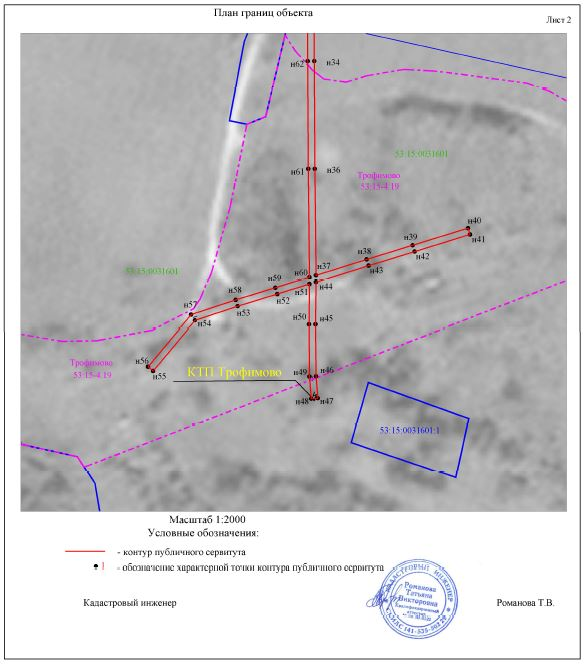 План границ объекта
Лист 2
н62
н34
53:15:0031601
н61
н36
Трофимово
53:15-4.19
н40
н41
н39
н42
н38
н43
53:15:0031601
н60
н37
н59
н51
н44
н58
н52
н57
н53
н54
н50
н45
Трофимово
53:15-4.19
н56
н55
КТП Трофимово
н49
н46
н48
н47
53:15:0031601:1
Масштаб 1:2000
Условные обозначения:
- контур публичного сервитута
- обозначение характерной точки контура публичного сервитута
Кадастровый инженер
Романова
Татьяна
Викторовна
Романова Т.В.